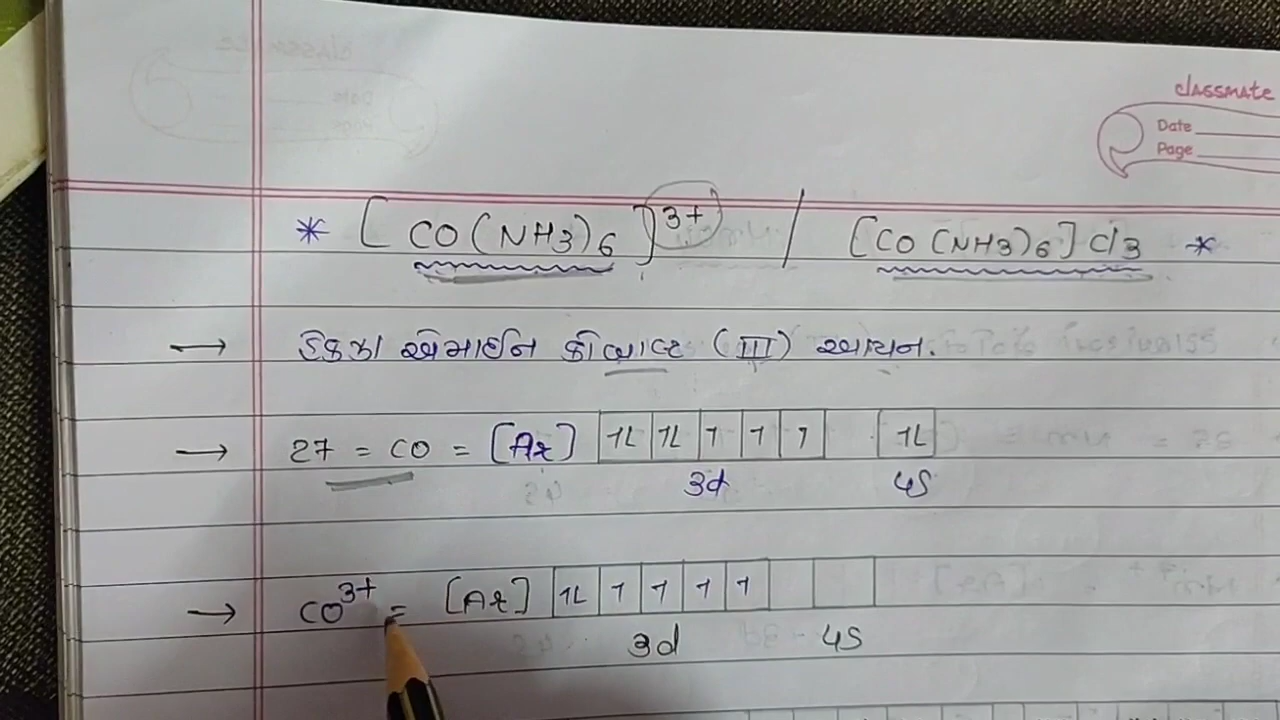 classmate
Date
Page
* [CO(NH3)6]3+ / [CO(NH3)6]Cl3 *
→ હેક્ઝા એમાઈન કોબાલ્ટ (III) આયન.
→ 27 = CO = [Ar] 1L 1L 1 1 1 1L
3d 4S
→ CO3+ = [Ar] 1L 1 1 1 1
3d 4S